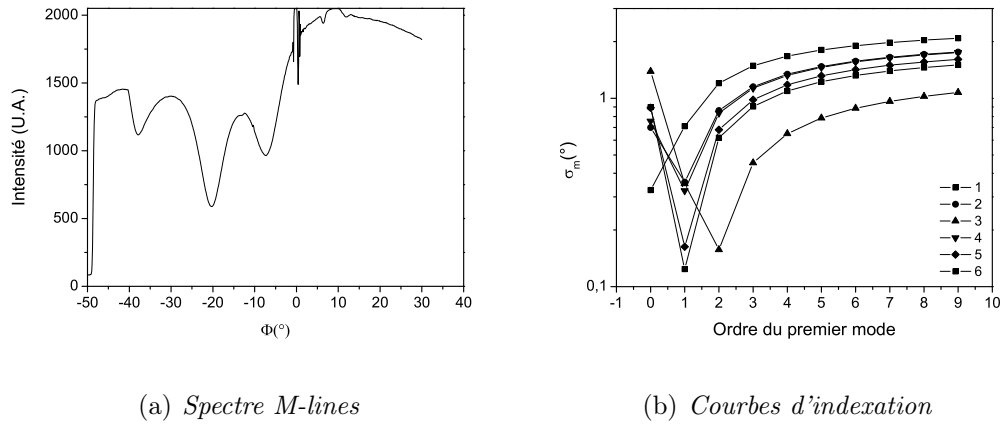 2000
1500
1000
500
0
Intensité (U.A.)
-50 -40 -30 -20 -10 0 10 20 30 40
Φ(°)
(a) Spectre M-lines
1
0,1
σm(°)
1
2
3
4
5
6
-1 0 1 2 3 4 5 6 7 8 9 10
Ordre du premier mode
(b) Courbes d'indexation